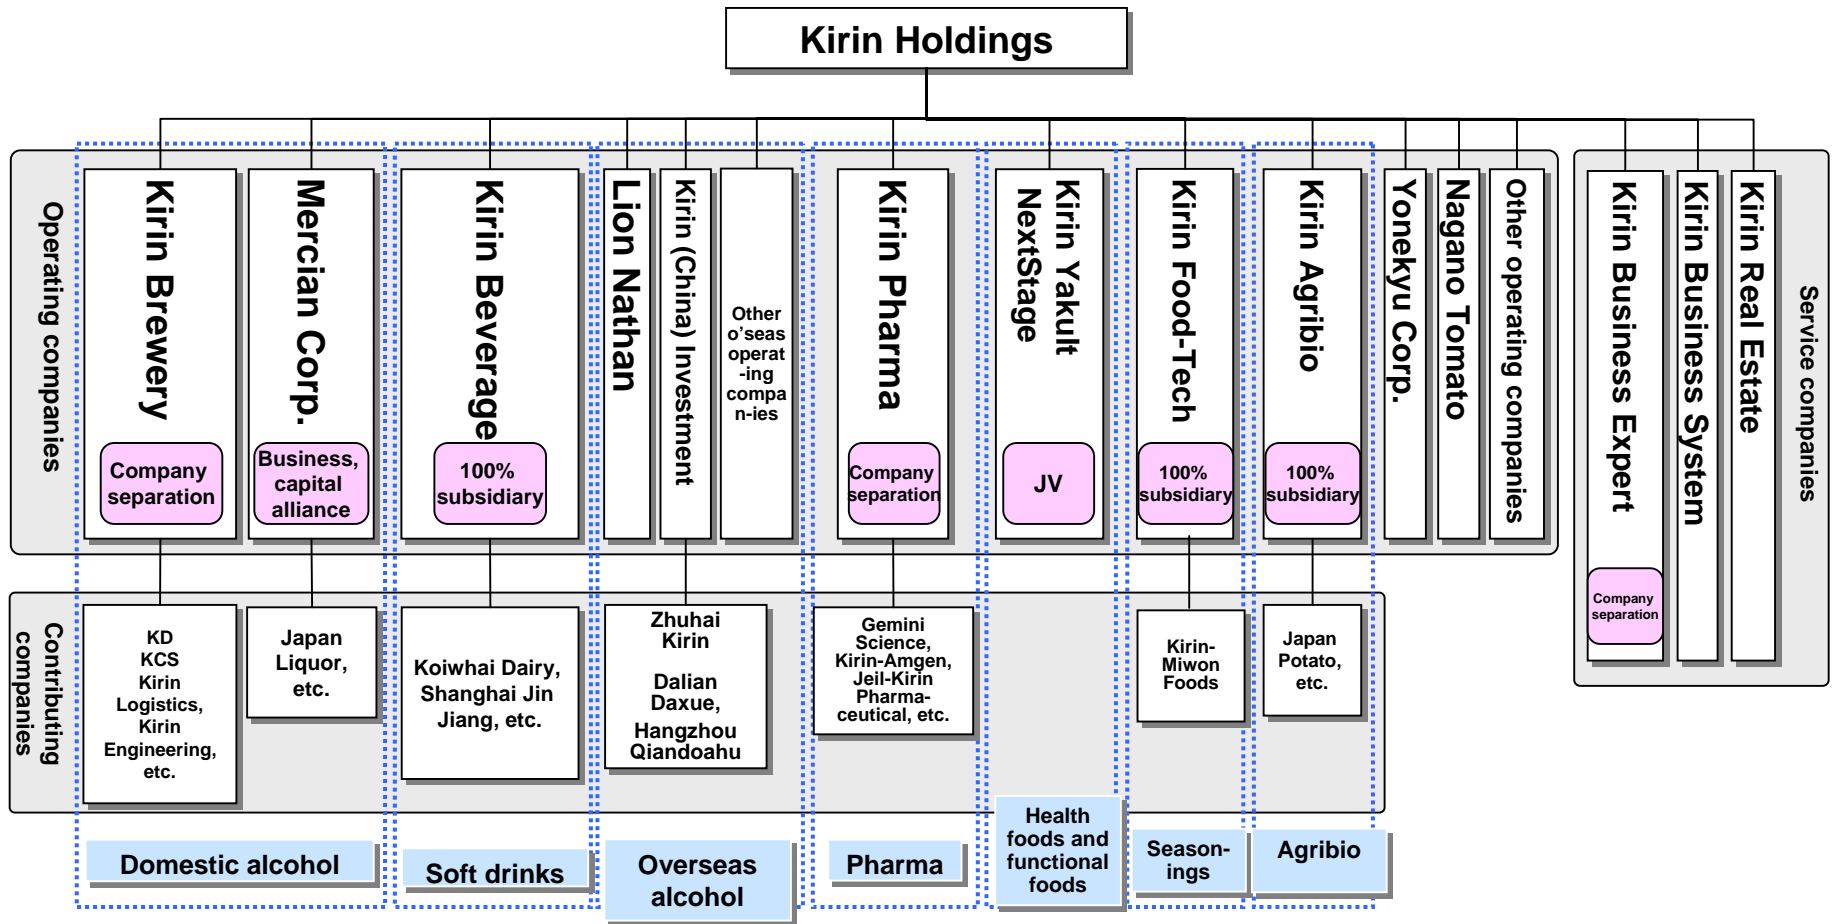 Kirin Holdings
Operating companies
Kirin Brewery
Company
separation
Mercian Corp.
Business,
capital
alliance
Kirin Beverage
100%
subsidiary
Lion Nathan
Kirin (China) Investment
Other
o’seas
operat
-ing
compa
n-ies
Kirin Pharma
Company
separation
Kirin Yakult
NextStage
JV
Kirin Food-Tech
100%
subsidiary
Kirin Agribio
100%
subsidiary
Yonekyu Corp.
Nagano Tomato
Other operating companies
Kirin Business Expert
Company
separation
Kirin Business System
Kirin Real Estate
Service companies
Contributing
companies
KD
KCS
Kirin
Logistics,
Kirin
Engineering,
etc.
Japan
Liquor,
etc.
Koiwhai Dairy,
Shanghai Jin
Jiang, etc.
Zhuhai
Kirin
Dalian
Daxue,
Hangzhou
Qiandoahu
Gemini
Science,
Kirin-Amgen,
Jeil-Kirin
Pharma-
ceutical, etc.
Kirin-
Miwon
Foods
Japan
Potato,
etc.
Domestic alcohol
Soft drinks
Overseas
alcohol
Pharma
Health
foods and
functional
foods
Season-
ings
Agribio